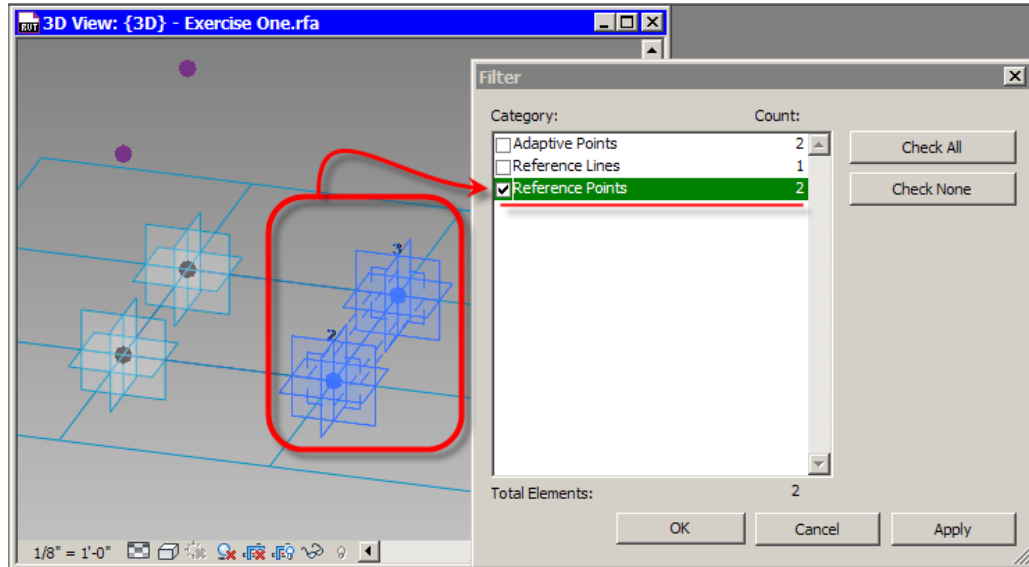 RVT 3D View: {3D} - Exercise One.rfa
Filter
Category: Count:
Adaptive Points 2
Reference Lines 1
Reference Points 2
Check All
Check None
3
2
Total Elements: 2
OK Cancel Apply
1/8" = 1'-0"